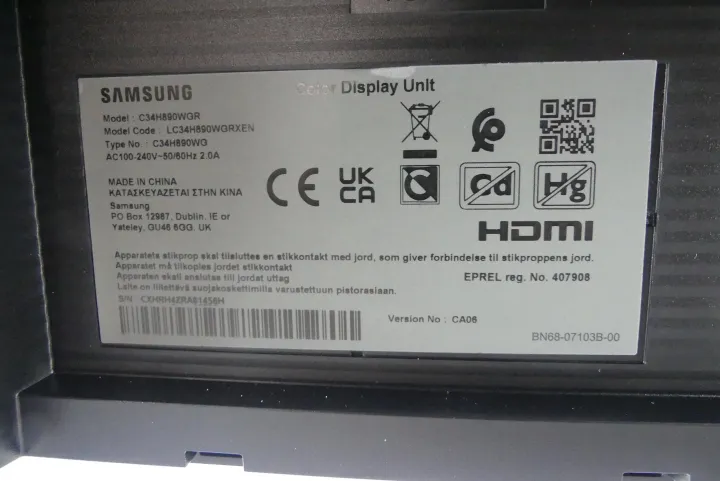 SAMSUNG
Color Display Unit
Model : C34H890WGR
Model Code : LC34H890WGRXEN
Type No. : C34H890WG
AC100-240V~50/60Hz 2.0A
MADE IN CHINA
ΚΑΤΑΣΚΕΥΑΖΕΤΑΙ ΣΤΗΝ ΚΙΝΑ
Samsung
PO Box 12987, Dublin. IE or
Yateley, GU46 6GG. UK
CE
UK
CA
Cd
Hg
HDMI
Apparatets stikprop skal tilsluttes en stikkontakt med jord, som giver forbindelse til stikproppens jord.
Apparatet må tilkoples jordet stikkontakt
Apparaten skall anslutas till jordat uttag
Laite on liitettävä suojakoskettimilla varustettuun pistorasiaan.
EPREL reg. No. 407908
S/N CXHRH4ZRA81456H
Version No : CA06
BN68-07103B-00